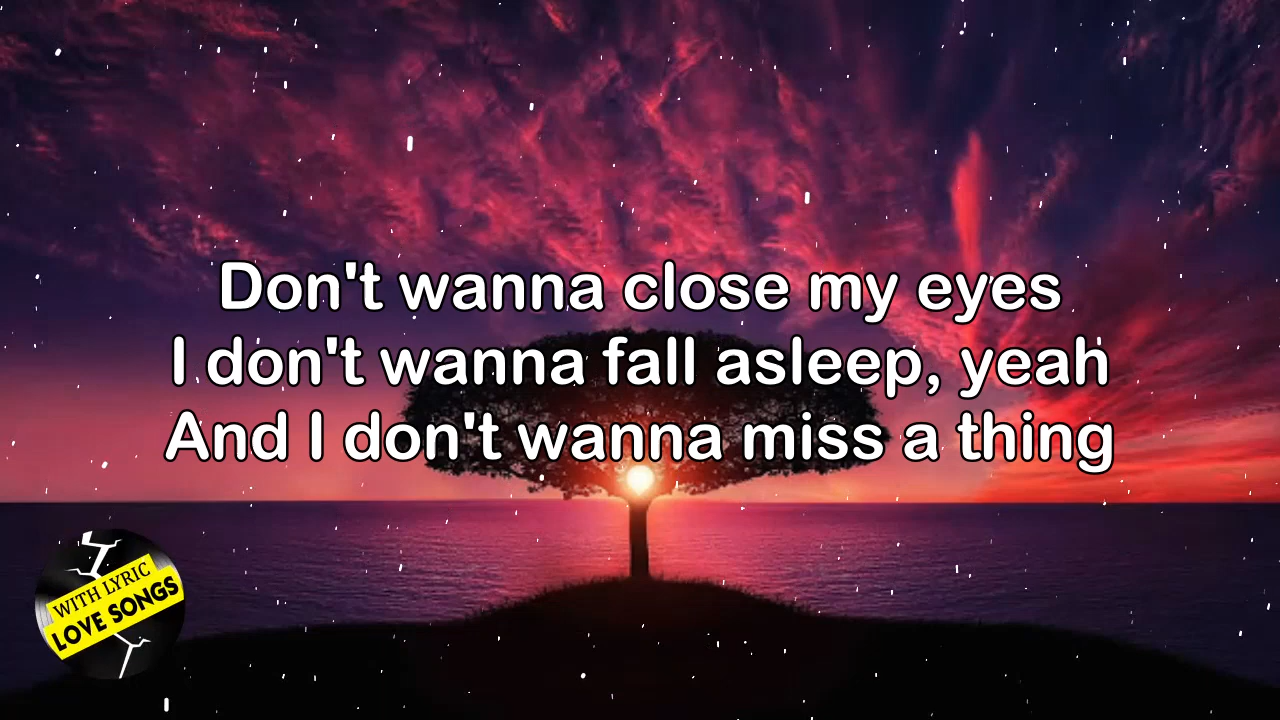 Don't wanna close my eyes
I don't wanna fall asleep, yeah
And I don't wanna miss a thing
WITH LYRIC
LOVE SONGS